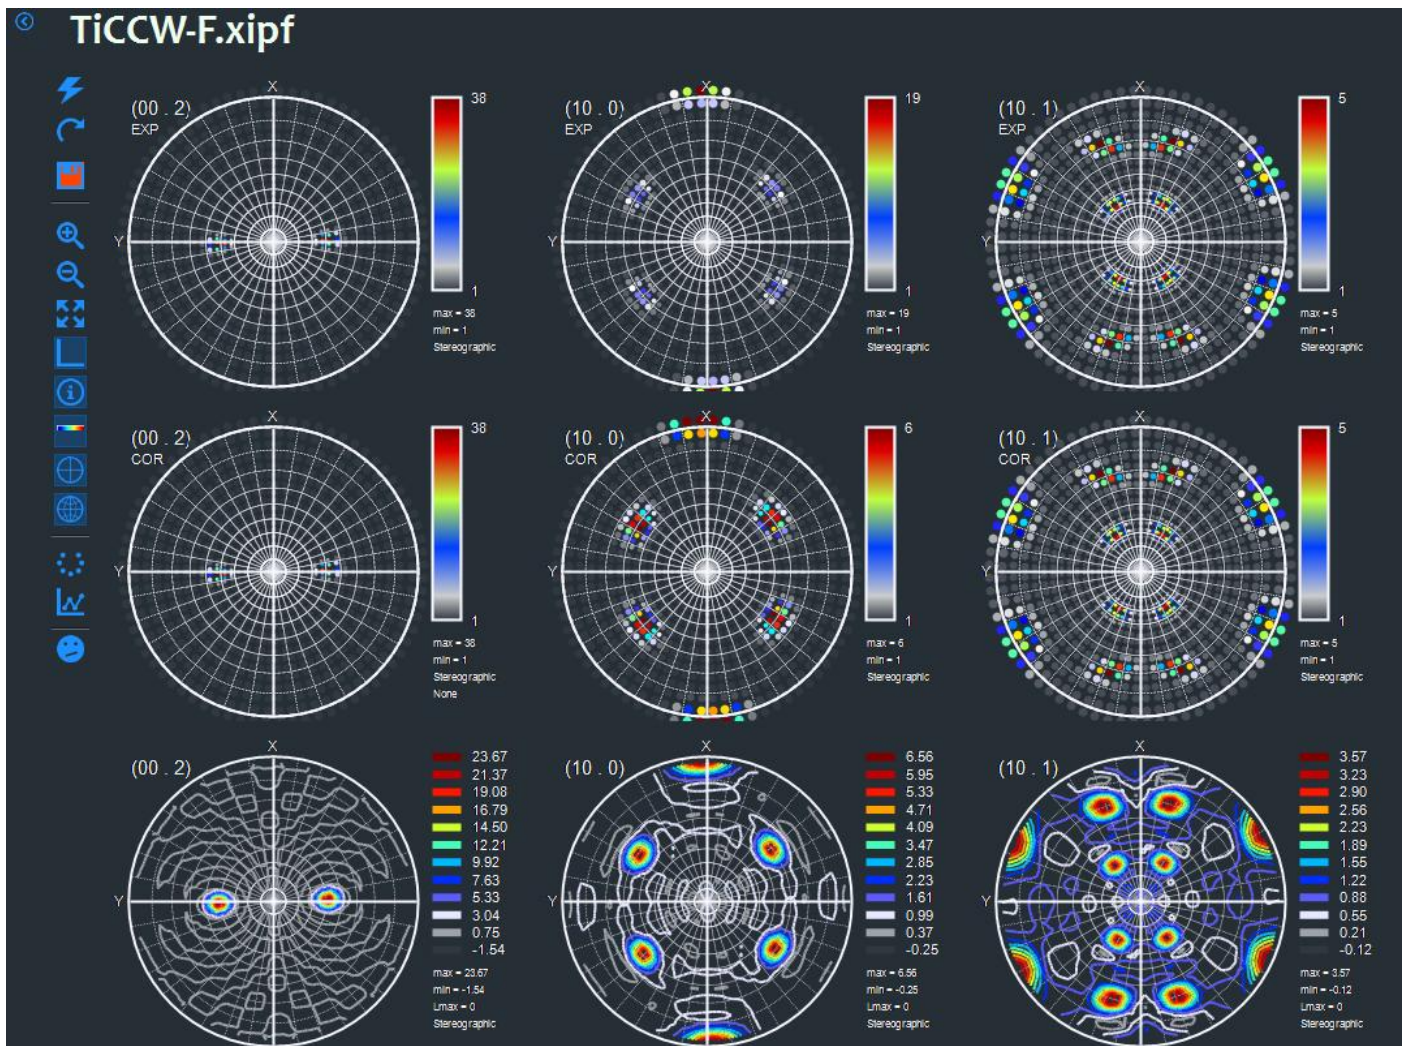 TiCCW-F.xipf
X
(00 . 2)
EXP
Y
38
1
max = 38
min = 1
Stereographic
X
(10 . 0)
EXP
Y
19
1
max = 19
min = 1
Stereographic
X
(10 . 1)
EXP
Y
5
1
max = 5
min = 1
Stereographic
X
(00 . 2)
COR
Y
38
1
max = 38
min = 1
Stereographic
None
X
(10 . 0)
COR
Y
6
1
max = 6
min = 1
Stereographic
X
(10 . 1)
COR
Y
5
1
max = 5
min = 1
Stereographic
X
(00 . 2)
Y
23.67
21.37
19.08
16.79
14.50
12.21
9.92
7.63
5.33
3.04
0.75
-1.54
max = 23.67
min = -1.54
Lmax = 0
Stereographic
X
(10 . 0)
Y
6.56
5.95
5.33
4.71
4.09
3.47
2.85
2.23
1.61
0.99
0.37
-0.25
max = 6.56
min = -0.25
Lmax = 0
Stereographic
X
(10 . 1)
Y
3.57
3.23
2.90
2.56
2.23
1.89
1.55
1.22
0.88
0.55
0.21
-0.12
max = 3.57
min = -0.12
Lmax = 0
Stereographic